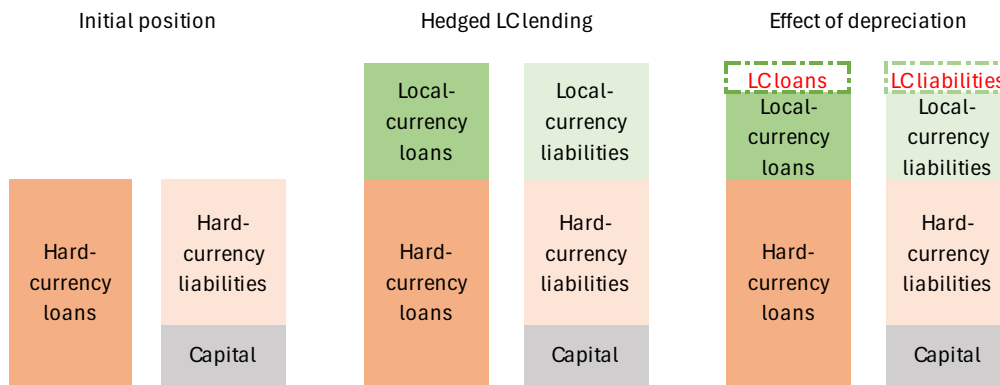 Initial position
Hard-
currency
loans
Hard-
currency
liabilities
Capital
Hedged LC lending
Local-
currency
loans
Local-
currency
liabilities
Hard-
currency
loans
Hard-
currency
liabilities
Capital
Effect of depreciation
LC loans
LC liabilities
Local-
currency
loans
Local-
currency
liabilities
Hard-
currency
loans
Hard-
currency
liabilities
Capital